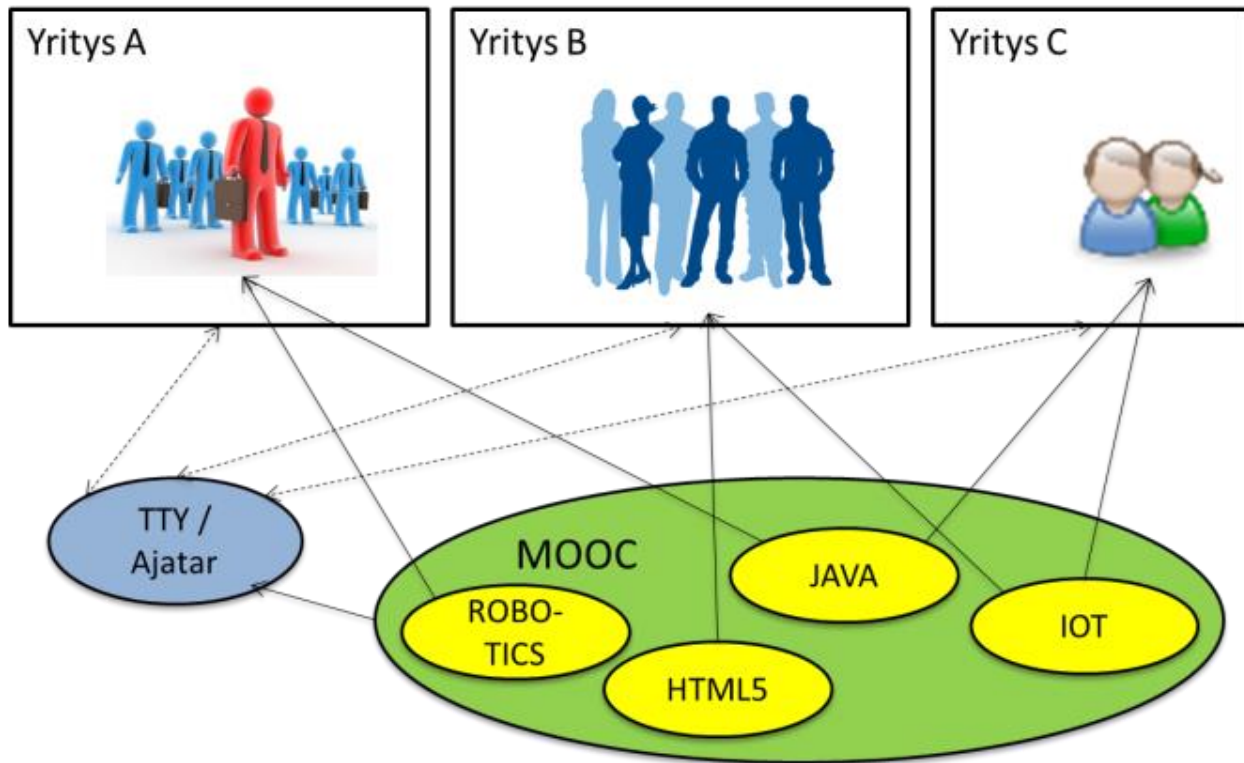 Yritys A
Yritys B
Yritys C
TTY /
Ajatar
MOOC
JAVA
ROBO-
TICS
IOT
HTML5